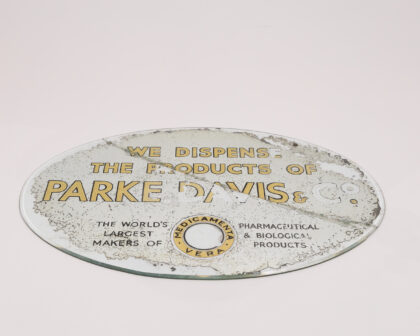 WE DISPENSE
THE PRODUCTS OF
PARKE DAVIS & CO.
THE WORLD'S
LARGEST
MAKERS OF
MEDICAMENTA
VERA
PHARMACEUTICAL
& BIOLOGICAL
PRODUCTS